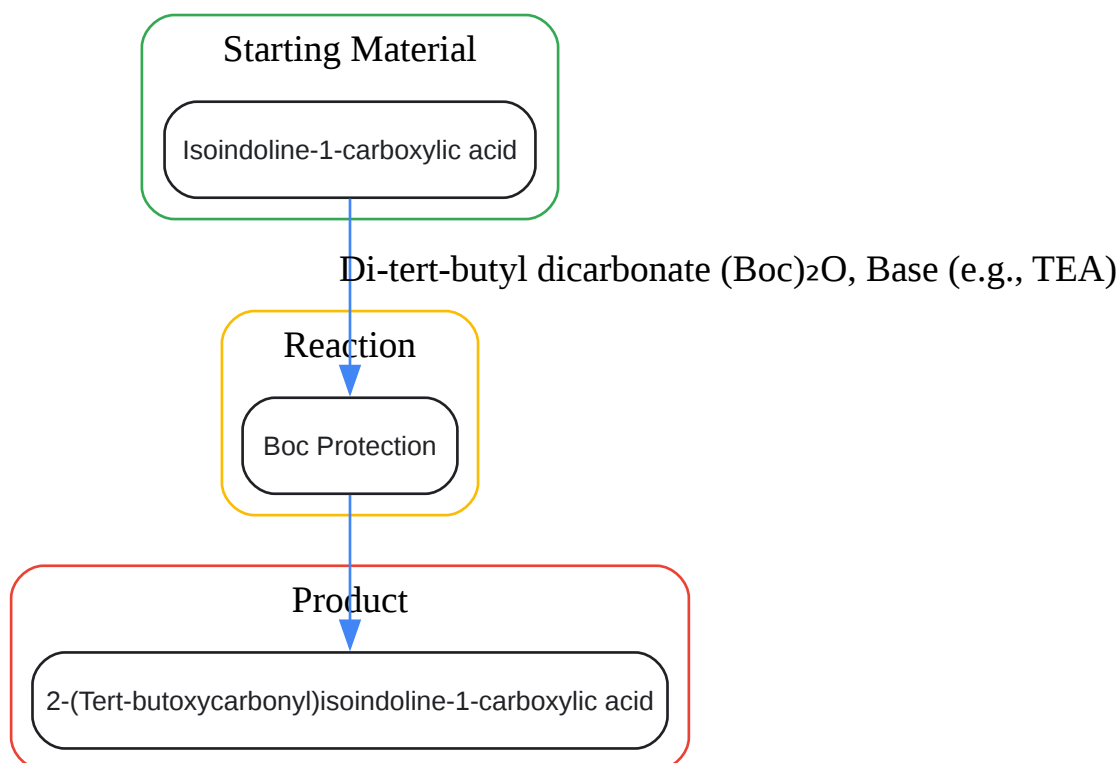 Starting Material
Isoindoline-1-carboxylic acid
Di-tert-butyl dicarbonate (Boc)₂O, Base (e.g., TEA)
Reaction
Boc Protection
Product
2-(Tert-butoxycarbonyl)isoindoline-1-carboxylic acid